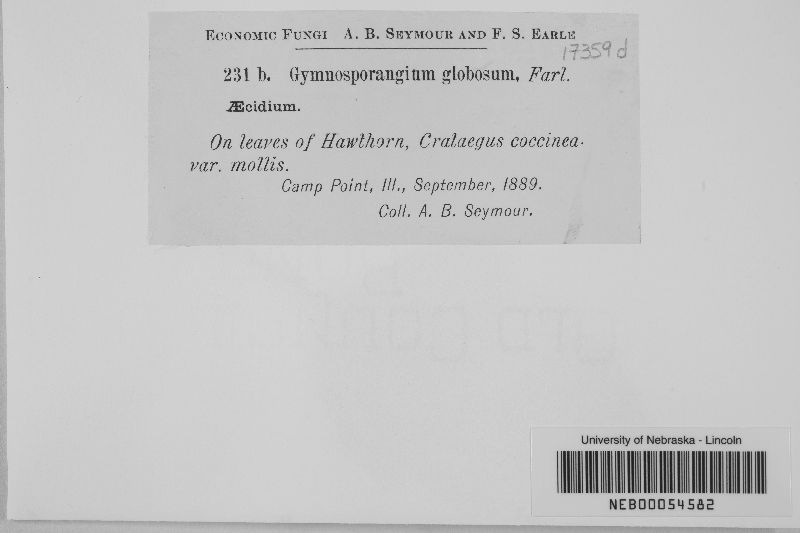 Economic Fungi A. B. Seymour and F. S. Earle
17359 d
231 b. Gymnosporangium globosum, Farl.
Æcidium.
On leaves of Hawthorn, Crataegus coccinea·
var. mollis.
Camp Point, Ill., September, 1889.
Coll. A. B. Seymour.
University of Nebraska - Lincoln
NEB00054582